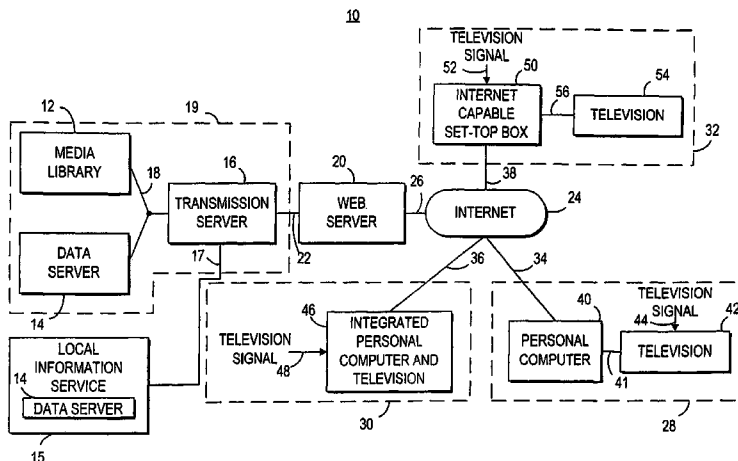 10
TELEVISION
SIGNAL
52
50
INTERNET
CAPABLE
SET-TOP BOX
56
54
TELEVISION
32
38
12
19
MEDIA
LIBRARY
18
16
TRANSMISSION
SERVER
20
WEB
SERVER
26
INTERNET
24
DATA
SERVER
14
17
22
36
34
LOCAL
INFORMATION
SERVICE
14
DATA SERVER
15
TELEVISION
SIGNAL
48
46
INTEGRATED
PERSONAL
COMPUTER AND
TELEVISION
30
40
PERSONAL
COMPUTER
41
TELEVISION
SIGNAL
44
42
TELEVISION
28